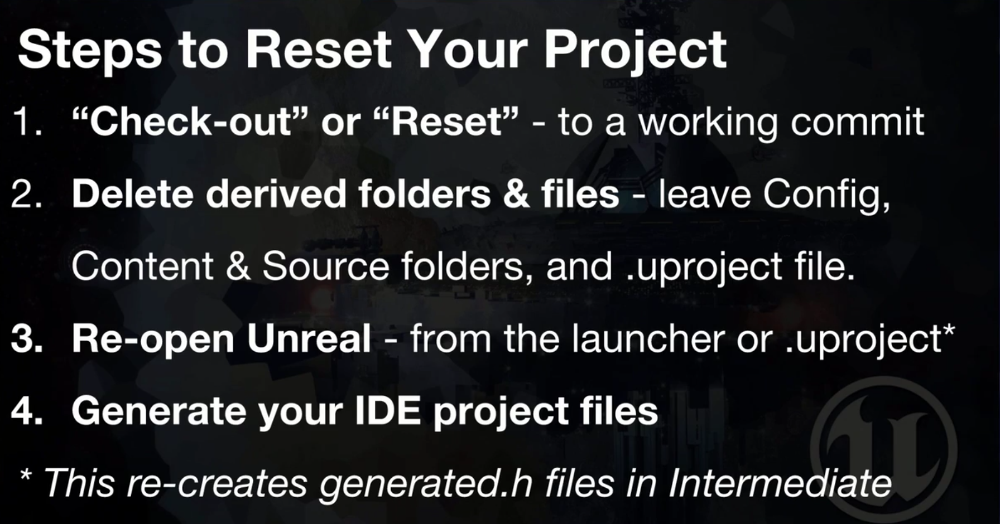 Steps to Reset Your Project
1. “Check-out” or “Reset” - to a working commit
2. Delete derived folders & files - leave Config,
Content & Source folders, and .uproject file.
3. Re-open Unreal - from the launcher or .uproject*
4. Generate your IDE project files
* This re-creates generated.h files in Intermediate